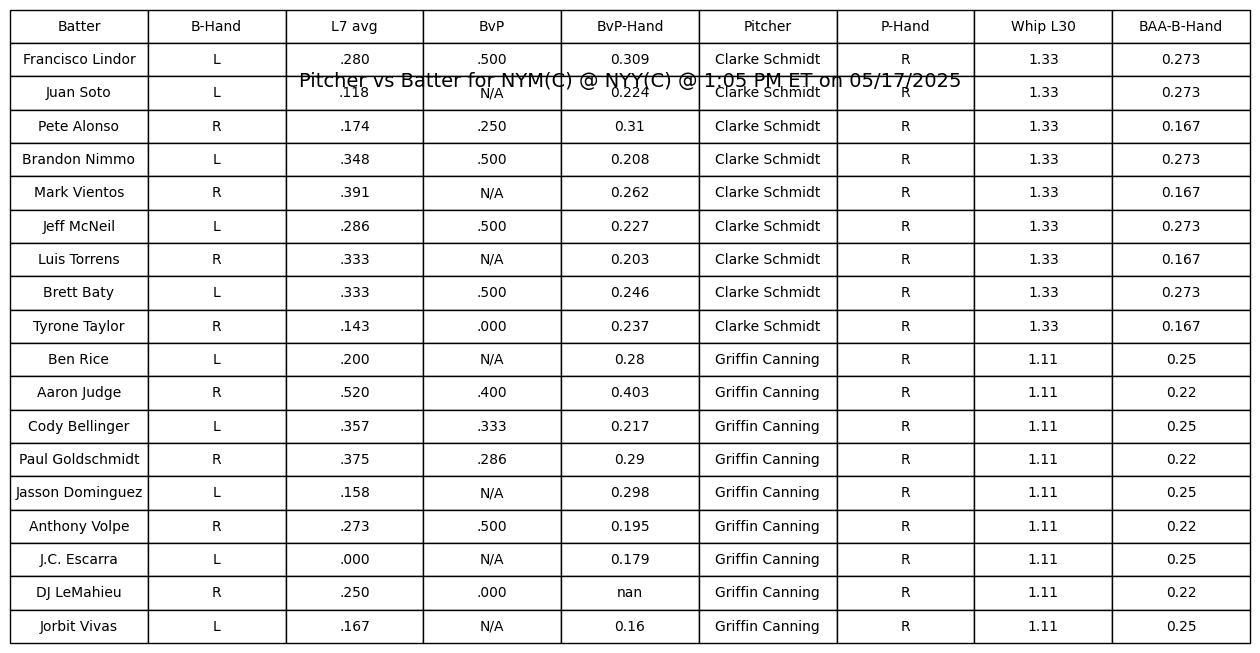 Batter B-Hand L7 avg BvP BvP-Hand Pitcher P-Hand Whip L30 BAA-B-Hand
Francisco Lindor L .280 .500 0.309 Clarke Schmidt R 1.33 0.273
Pitcher vs Batter for NYM(C) @ NYY(C) @ 1:05 PM ET on 05/17/2025
Juan Soto L .118 N/A 0.224 Clarke Schmidt R 1.33 0.273
Pete Alonso R .174 .250 0.31 Clarke Schmidt R 1.33 0.167
Brandon Nimmo L .348 .500 0.208 Clarke Schmidt R 1.33 0.273
Mark Vientos R .391 N/A 0.262 Clarke Schmidt R 1.33 0.167
Jeff McNeil L .286 .500 0.227 Clarke Schmidt R 1.33 0.273
Luis Torrens R .333 N/A 0.203 Clarke Schmidt R 1.33 0.167
Brett Baty L .333 .500 0.246 Clarke Schmidt R 1.33 0.273
Tyrone Taylor R .143 .000 0.237 Clarke Schmidt R 1.33 0.167
Ben Rice L .200 N/A 0.28 Griffin Canning R 1.11 0.25
Aaron Judge R .520 .400 0.403 Griffin Canning R 1.11 0.22
Cody Bellinger L .357 .333 0.217 Griffin Canning R 1.11 0.25
Paul Goldschmidt R .375 .286 0.29 Griffin Canning R 1.11 0.22
Jasson Dominguez L .158 N/A 0.298 Griffin Canning R 1.11 0.25
Anthony Volpe R .273 .500 0.195 Griffin Canning R 1.11 0.22
J.C. Escarra L .000 N/A 0.179 Griffin Canning R 1.11 0.25
DJ LeMahieu R .250 .000 nan Griffin Canning R 1.11 0.22
Jorbit Vivas L .167 N/A 0.16 Griffin Canning R 1.11 0.25